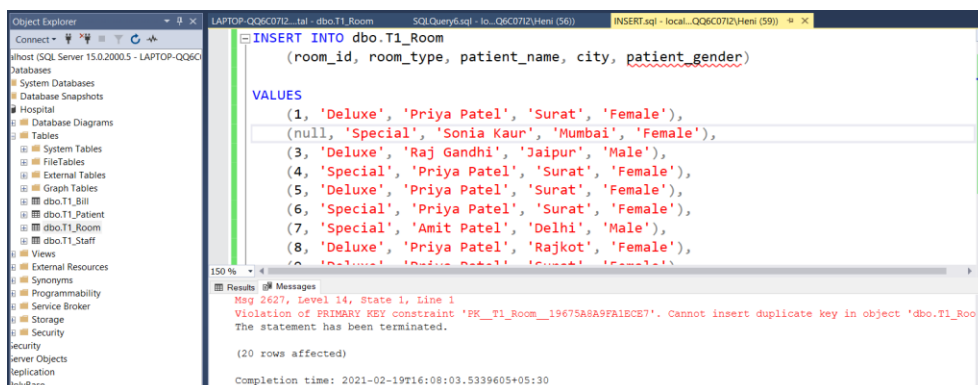 Object Explorer
Connect
alhost (SQL Server 15.0.2000.5 - LAPTOP-QQ6C0
Databases
System Databases
Database Snapshots
Hospital
Database Diagrams
Tables
System Tables
FileTables
External Tables
Graph Tables
dbo.T1_Bill
dbo.T1_Patient
dbo.T1_Room
dbo.T1_Staff
Views
External Resources
Synonyms
Programmability
Service Broker
Storage
Security
Security
Server Objects
Replication
LAPTOP-QQ6C07I2....tal - dbo.T1_Room
SQLQuery6.sql - lo...Q6C07I2\Heni (56))
INSERT.sql - local...QQ6C07I2\Heni (59))
INSERT INTO dbo.T1_Room
(room_id, room_type, patient_name, city, patient_gender)
VALUES
(1, 'Deluxe', 'Priya Patel', 'Surat', 'Female'),
(null, 'Special', 'Sonia Kaur', 'Mumbai', 'Female'),
(3, 'Deluxe', 'Raj Gandhi', 'Jaipur', 'Male'),
(4, 'Special', 'Priya Patel', 'Surat', 'Female'),
(5, 'Deluxe', 'Priya Patel', 'Surat', 'Female'),
(6, 'Special', 'Priya Patel', 'Surat', 'Female'),
(7, 'Special', 'Amit Patel', 'Delhi', 'Male'),
(8, 'Deluxe', 'Priya Patel', 'Rajkot', 'Female'),
150 %
Results Messages
Msg 2627, Level 14, State 1, Line 1
Violation of PRIMARY KEY constraint 'PK__T1_Room__19675A8A9FA1ECE7'. Cannot insert duplicate key in object 'dbo.T1_Roo
The statement has been terminated.
(20 rows affected)
Completion time: 2021-02-19T16:08:03.5339605+05:30